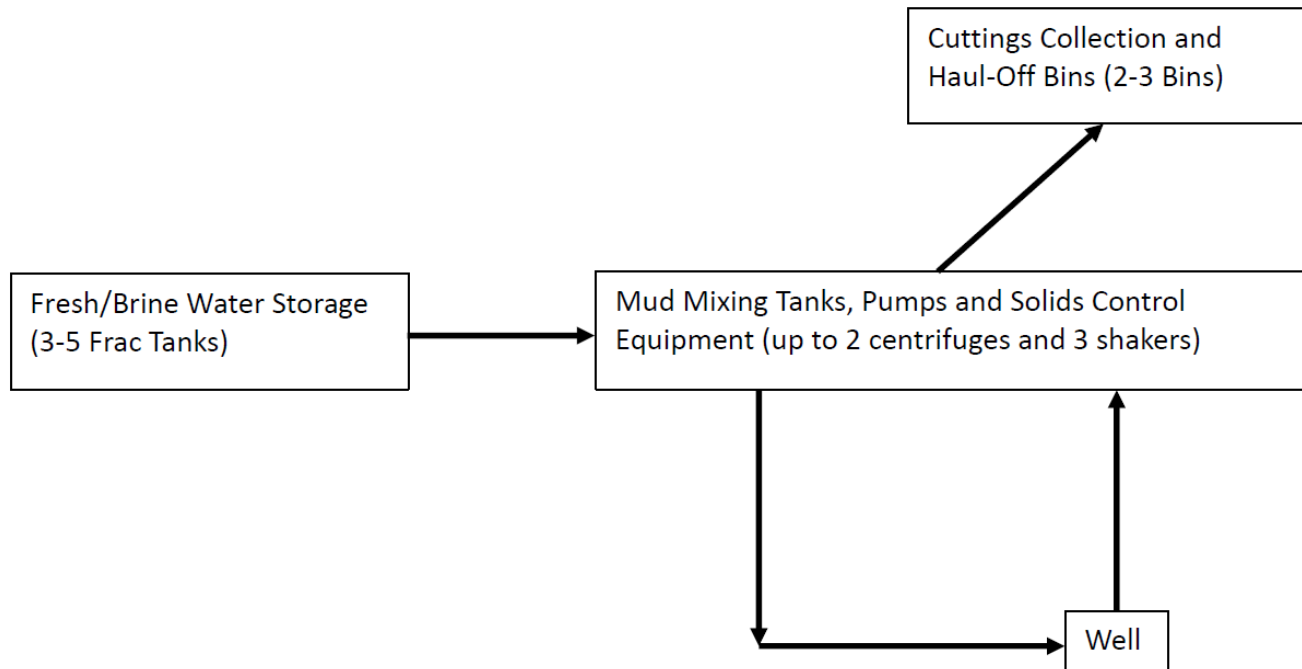 Cuttings Collection and
Haul-Off Bins (2-3 Bins)
Fresh/Brine Water Storage
(3-5 Frac Tanks)
Mud Mixing Tanks, Pumps and Solids Control
Equipment (up to 2 centrifuges and 3 shakers)
Well